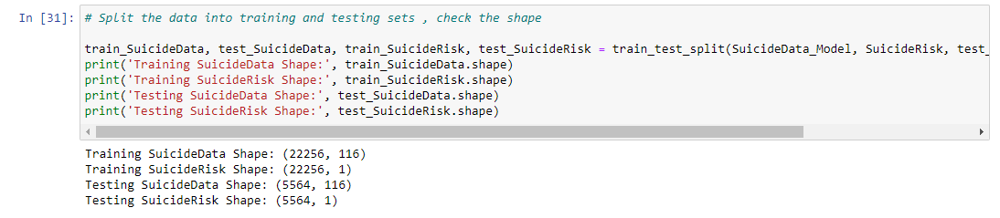 In [31]: # Split the data into training and testing sets , check the shape
train_SuicideData, test_SuicideData, train_SuicideRisk, test_SuicideRisk = train_test_split(SuicideData_Model, SuicideRisk, test_
print('Training SuicideData Shape:', train_SuicideData.shape)
print('Training SuicideRisk Shape:', train_SuicideRisk.shape)
print('Testing SuicideData Shape:', test_SuicideData.shape)
print('Testing SuicideRisk Shape:', test_SuicideRisk.shape)
Training SuicideData Shape: (22256, 116)
Training SuicideRisk Shape: (22256, 1)
Testing SuicideData Shape: (5564, 116)
Testing SuicideRisk Shape: (5564, 1)